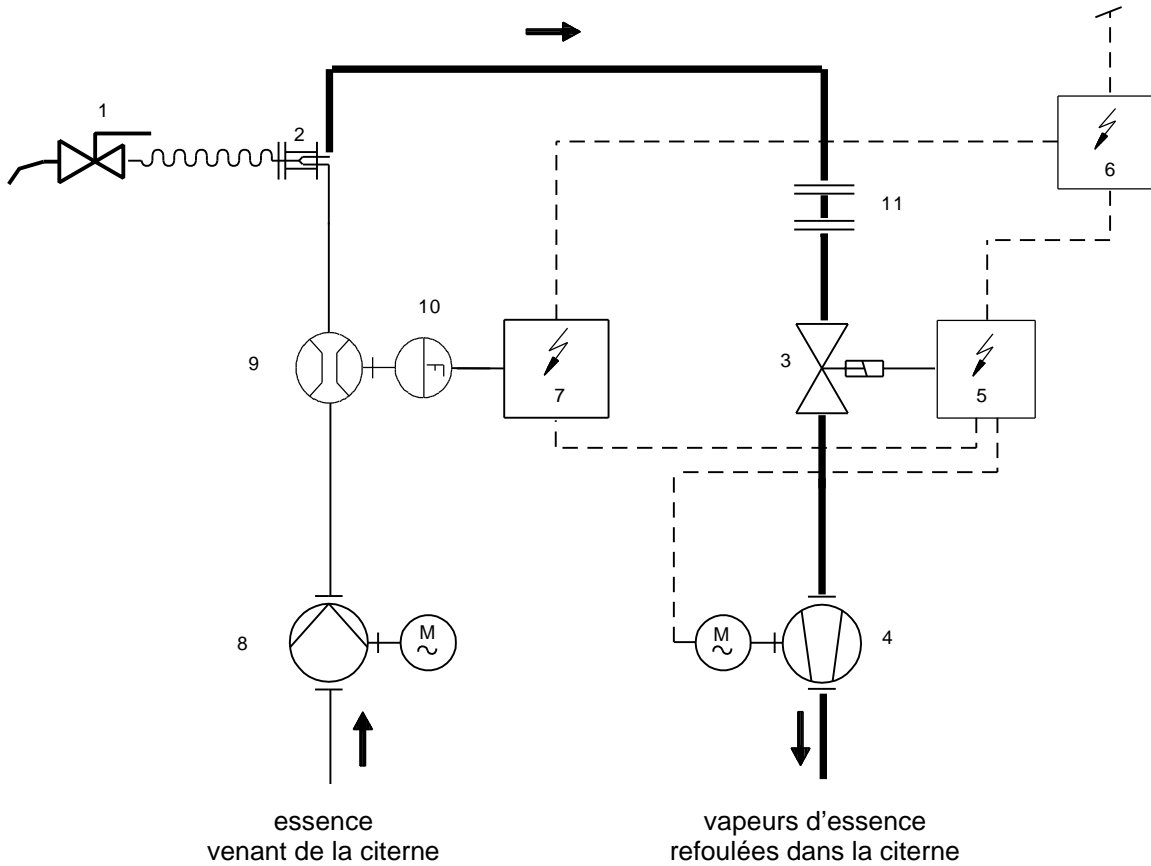 1
2
6
11
10
9
3
7
5
8
M
M
4
essence
venant de la citerne
vapeurs d’essence
refoulées dans la citerne